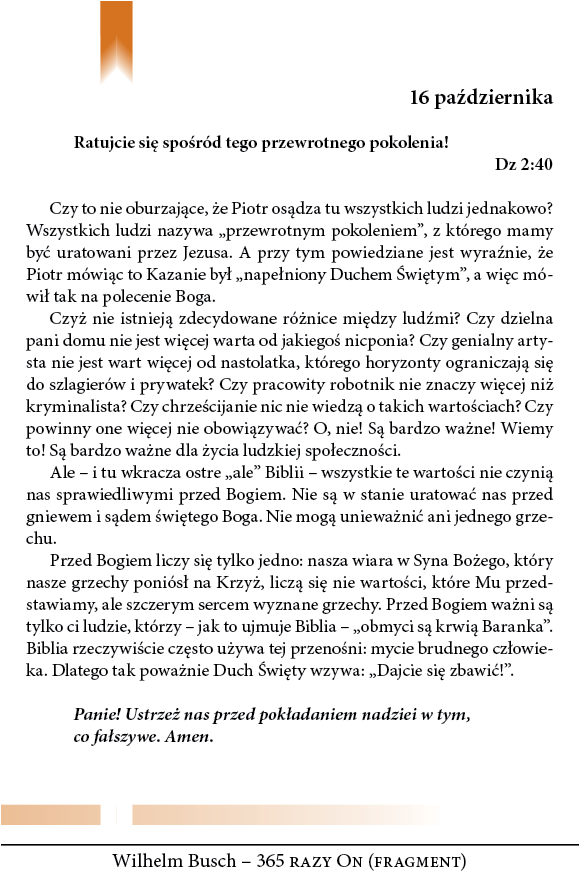 16 października
Ratujcie się spośród tego przewrotnego pokolenia!
Dz 2:40
Czy to nie oburzające, że Piotr osądza tu wszystkich ludzi jednakowo?
Wszystkich ludzi nazywa „przewrotnym pokoleniem”, z którego mamy
być uratowani przez Jezusa. A przy tym powiedziane jest wyraźnie, że
Piotr mówiąc to Kazanie był „napełniony Duchem Świętym”, a więc mó-
wił tak na polecenie Boga.
Czyż nie istnieją zdecydowane różnice między ludźmi? Czy dzielna
pani domu nie jest więcej warta od jakiegoś nicponia? Czy genialny arty-
sta nie jest wart więcej od nastolatka, którego horyzonty ograniczają się
do szlagierów i prywatek? Czy pracowity robotnik nie znaczy więcej niż
kryminalista? Czy chrześcijanie nic nie wiedzą o takich wartościach? Czy
powinny one więcej nie obowiązywać? O, nie! Są bardzo ważne! Wiemy
to! Są bardzo ważne dla życia ludzkiej społeczności.
Ale – i tu wkracza ostre „ale” Biblii – wszystkie te wartości nie czynią
nas sprawiedliwymi przed Bogiem. Nie są w stanie uratować nas przed
gniewem i sądem świętego Boga. Nie mogą unieważnić ani jednego grze-
chu.
Przed Bogiem liczy się tylko jedno: nasza wiara w Syna Bożego, który
nasze grzechy poniósł na Krzyż, liczą się nie wartości, które Mu przed-
stawiamy, ale szczerym sercem wyznane grzechy. Przed Bogiem ważni są
tylko ci ludzie, którzy – jak to ujmuje Biblia – „obmyci są krwią Baranka”.
Biblia rzeczywiście często używa tej przenośni: mycie brudnego człowie-
ka. Dlatego tak poważnie Duch Święty wzywa: „Dajcie się zbawić!”.
Panie! Ustrzeż nas przed pokładaniem nadziei w tym,
co fałszywe. Amen.
Wilhelm Busch – 365 RAZY ON (FRAGMENT)